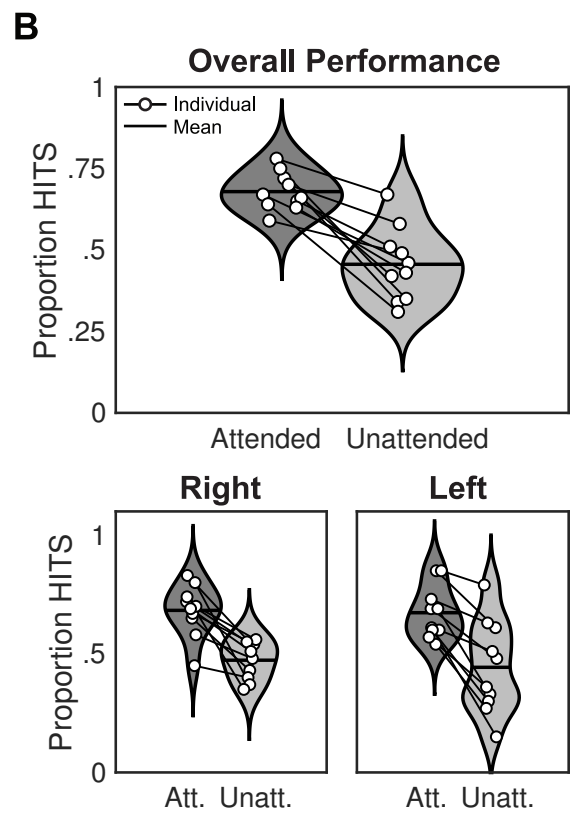 B
Overall Performance
Proportion HITS
1
.75
.5
.25
0
Individual
Mean
Attended Unattended
Right
Left
Proportion HITS
1
.5
0
Att. Unatt.
Att. Unatt.